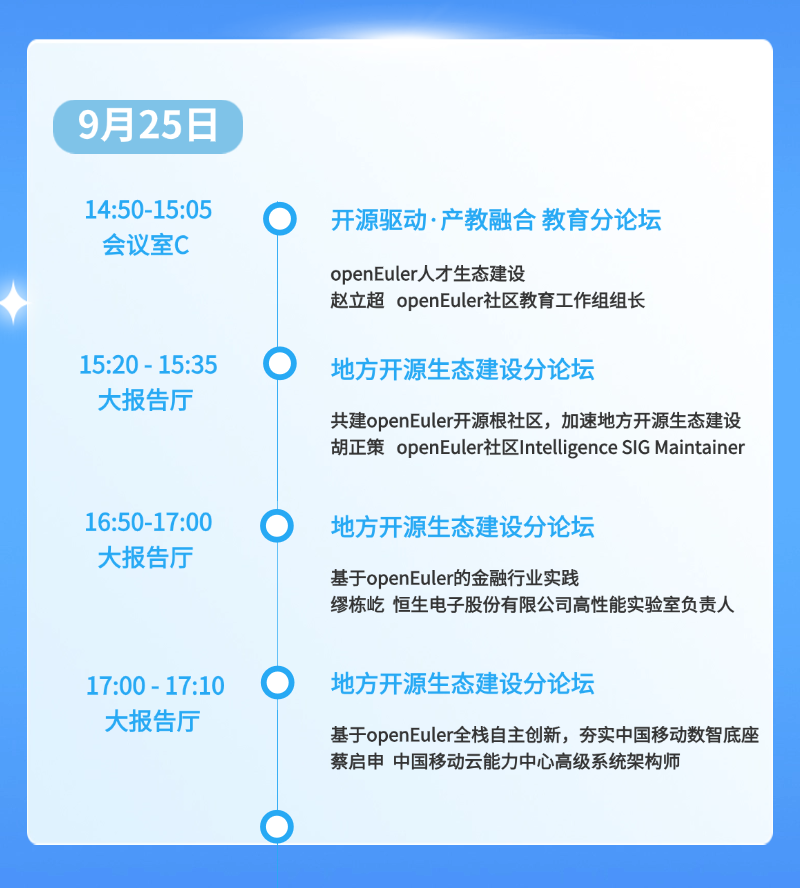 9月25日
14:50-15:05
会议室C
开源驱动·产教融合 教育分论坛
openEuler人才生态建设
赵立超 openEuler社区教育工作组组长
15:20 - 15:35
大报告厅
地方开源生态建设分论坛
共建openEuler开源根社区，加速地方开源生态建设
胡正策 openEuler社区Intelligence SIG Maintainer
16:50-17:00
大报告厅
地方开源生态建设分论坛
基于openEuler的金融行业实践
缪栋屹 恒生电子股份有限公司高性能实验室负责人
17:00 - 17:10
大报告厅
地方开源生态建设分论坛
基于openEuler全栈自主创新，夯实中国移动数智底座
蔡启申 中国移动云能力中心高级系统架构师